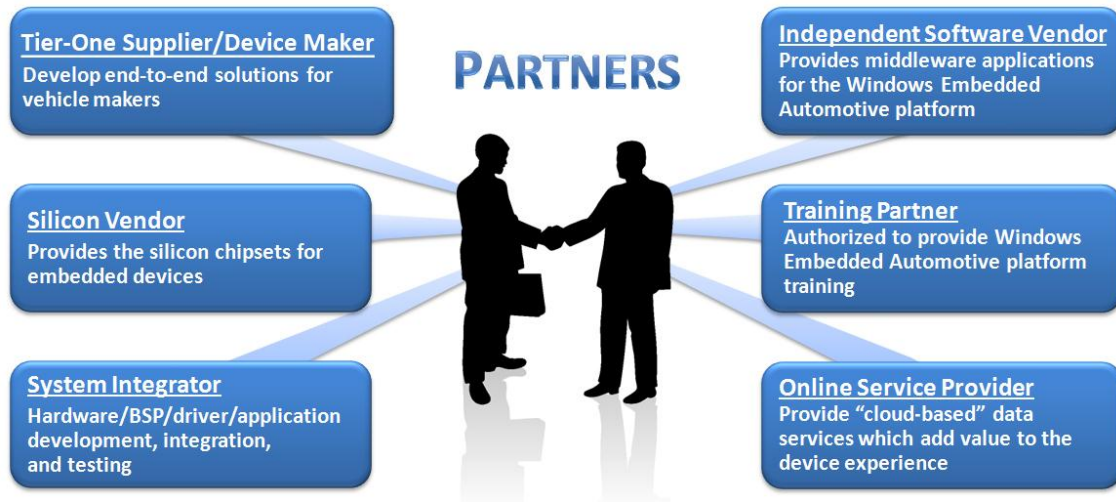 PARTNERS
Tier-One Supplier/Device Maker
Develop end-to-end solutions for
vehicle makers
Silicon Vendor
Provides the silicon chipsets for
embedded devices
System Integrator
Hardware/BSP/driver/application
development, integration,
and testing
Independent Software Vendor
Provides middleware applications
for the Windows Embedded
Automotive platform
Training Partner
Authorized to provide Windows
Embedded Automotive platform
training
Online Service Provider
Provide “cloud-based” data
services which add value to the
device experience